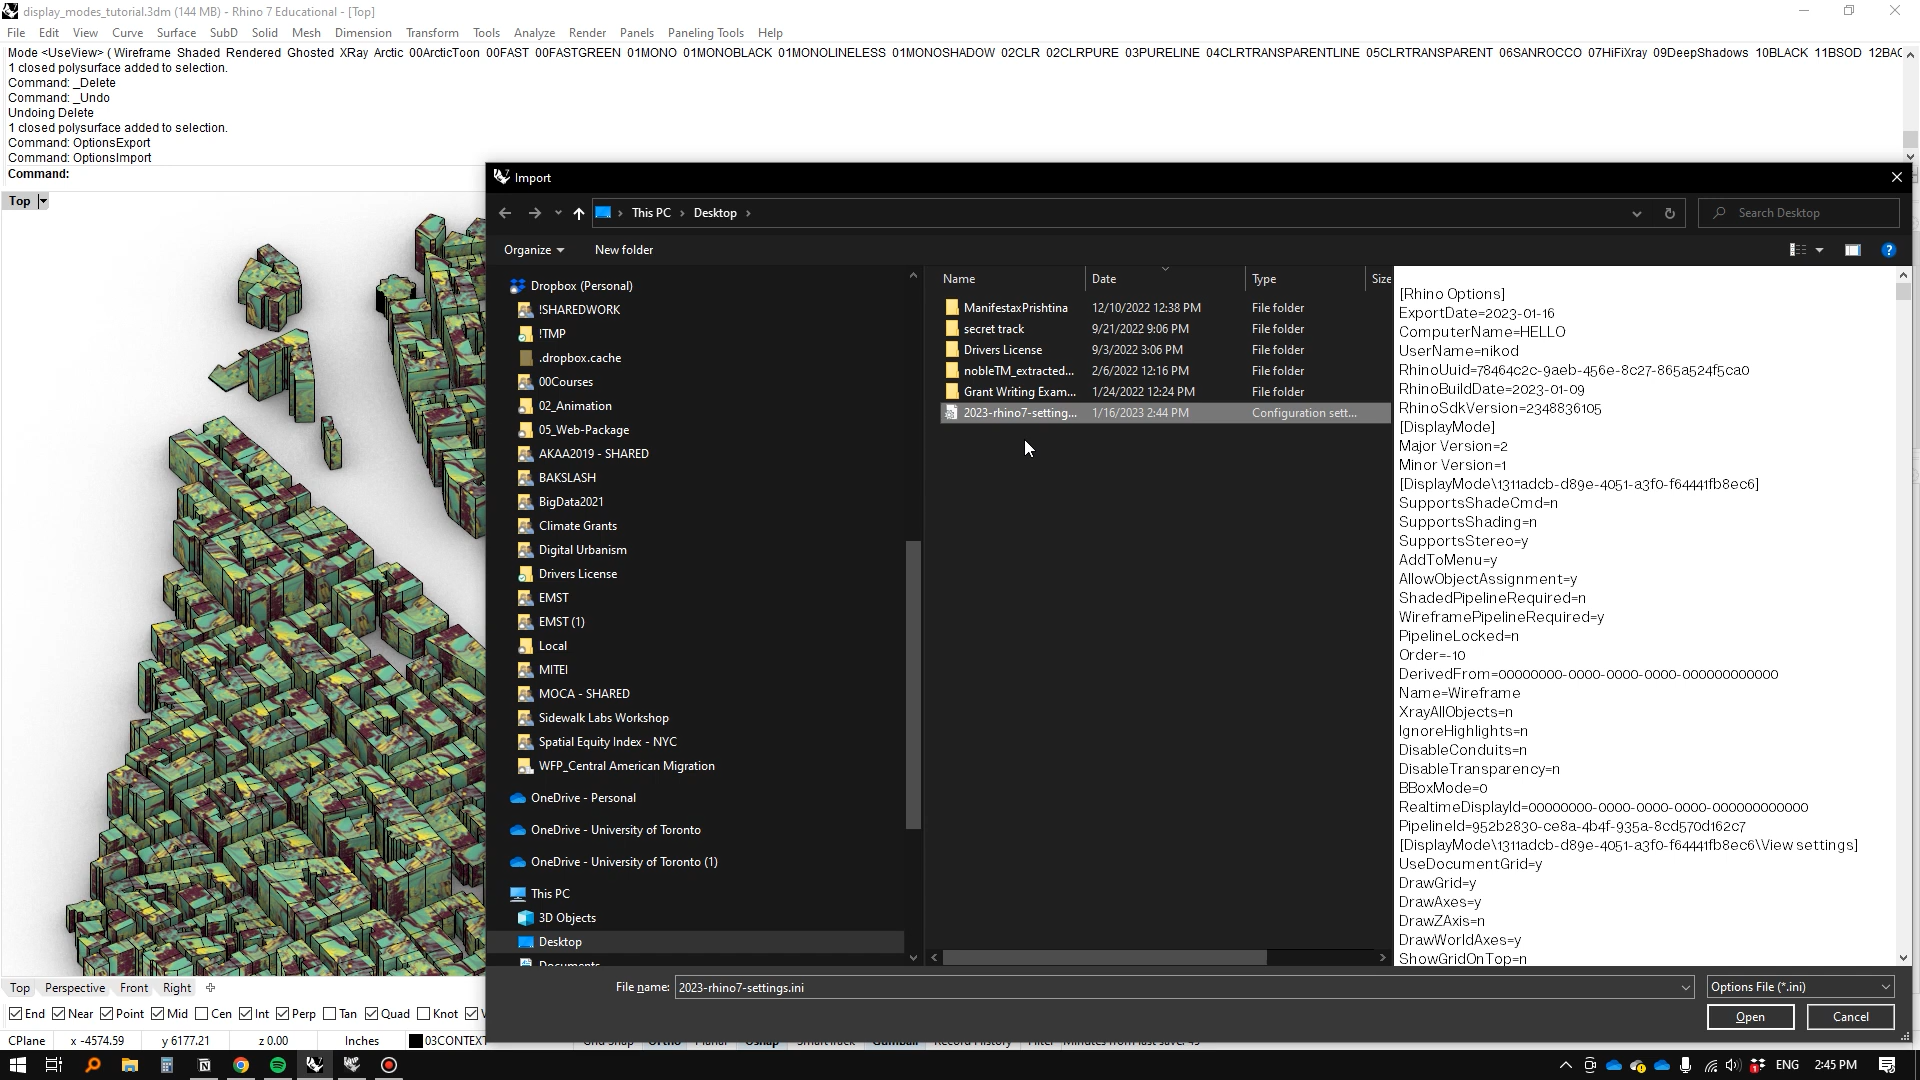 display_modes_tutorial.3dm (144 MB) - Rhino 7 Educational - [Top]
File Edit View Curve Surface SubD Solid Mesh Dimension Transform Tools Analyze Render Panels Paneling Tools Help
Mode <UseView> ( Wireframe Shaded Rendered Ghosted XRay Arctic 00ArcticToon 00FAST 00FASTGREEN 01MONO 01MONOBLACK 01MONOLINELESS 01MONOSHADOW 02CLR 02CLRPURE 03PURELINE 04CLRTRANSPARENTLINE 05CLRTRANSPARENT 06SANROCCO 07HiFiXray 09DeepShadows 10BLACK 11BSOD 12BAC
1 closed polysurface added to selection.
Command: _Delete
Command: _Undo
Undoing Delete
1 closed polysurface added to selection.
Command: OptionsExport
Command: OptionsImport
Command:
Top
Import
This PC > Desktop >
Search Desktop
Organize
New folder
Dropbox (Personal)
!SHAREDWORK
!TMP
.dropbox.cache
00Courses
02_Animation
05_Web-Package
AKAA2019 - SHARED
BAKSLASH
BigData2021
Climate Grants
Digital Urbanism
Drivers License
EMST
EMST (1)
Local
MITEI
MOCA - SHARED
Sidewalk Labs Workshop
Spatial Equity Index - NYC
WFP_Central American Migration
OneDrive - Personal
OneDrive - University of Toronto
OneDrive - University of Toronto (1)
This PC
3D Objects
Desktop
Documents
Name Date Type Size
ManifestaxPrishtina 12/10/2022 12:38 PM File folder
secret track 9/21/2022 9:06 PM File folder
Drivers License 9/3/2022 3:06 PM File folder
nobleTM_extracted... 2/6/2022 12:16 PM File folder
Grant Writing Exam... 1/24/2022 12:24 PM File folder
2023-rhino7-setting... 1/16/2023 2:44 PM Configuration sett...
[Rhino Options]
ExportDate=2023-01-16
ComputerName=HELLO
UserName=nikod
RhinoUuid=78464c2c-9aeb-456e-8c27-865a524f5ca0
RhinoBuildDate=2023-01-09
RhinoSdkVersion=2348836105
[DisplayMode]
Major Version=2
Minor Version=1
[DisplayMode\1311adcb-d89e-4051-a3f0-f64441fb8ec6]
SupportsShadeCmd=n
SupportsShading=n
SupportsStereo=y
AddToMenu=y
AllowObjectAssignment=y
ShadedPipelineRequired=n
WireframePipelineRequired=y
PipelineLocked=n
Order=-10
DerivedFrom=00000000-0000-0000-0000-000000000000
Name=Wireframe
XrayAllObjects=n
IgnoreHighlights=n
DisableConduits=n
DisableTransparency=n
BBoxMode=0
RealtimeDisplayId=00000000-0000-0000-0000-000000000000
PipelineId=952b2830-ce8a-4b4f-935a-8cd570d162c7
[DisplayMode\1311adcb-d89e-4051-a3f0-f64441fb8ec6\View settings]
UseDocumentGrid=y
DrawGrid=y
DrawAxes=y
DrawZAxis=n
DrawWorldAxes=y
ShowGridOnTop=n
File name: 2023-rhino7-settings.ini
Options File (*.ini)
Open
Cancel
Top Perspective Front Right
End Near Point Mid Cen Int Perp Tan Quad Knot
CPlane x -4574.59 y 6177.21 z 0.00 Inches 03CONTEXT
ENG 2:45 PM